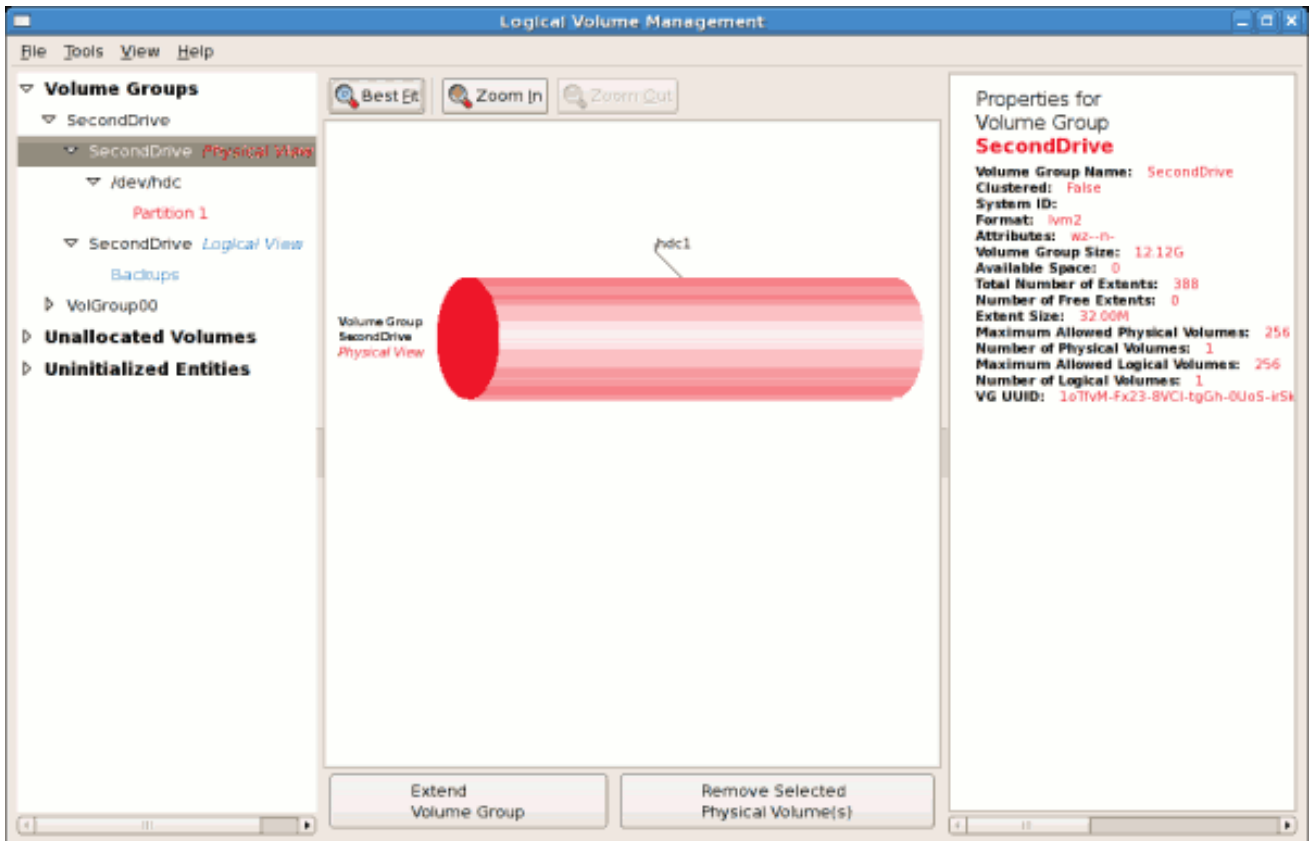 Logical Volume Management
File Tools View Help
Volume Groups
SecondDrive
SecondDrive Physical View
/dev/hdc
Partition 1
SecondDrive Logical View
Backups
VolGroup00
Unallocated Volumes
Uninitialized Entities
Best Fit Zoom In Zoom Out
hdc1
Volume Group
SecondDrive
Physical View
Extend
Volume Group
Remove Selected
Physical Volume(s)
Properties for
Volume Group
SecondDrive
Volume Group Name: SecondDrive
Clustered: False
System ID:
Format: lvm2
Attributes: wz--n-
Volume Group Size: 12.12G
Available Space: 0
Total Number of Extents: 388
Number of Free Extents: 0
Extent Size: 32.00M
Maximum Allowed Physical Volumes: 256
Number of Physical Volumes: 1
Maximum Allowed Logical Volumes: 256
Number of Logical Volumes: 1
VG UUID: